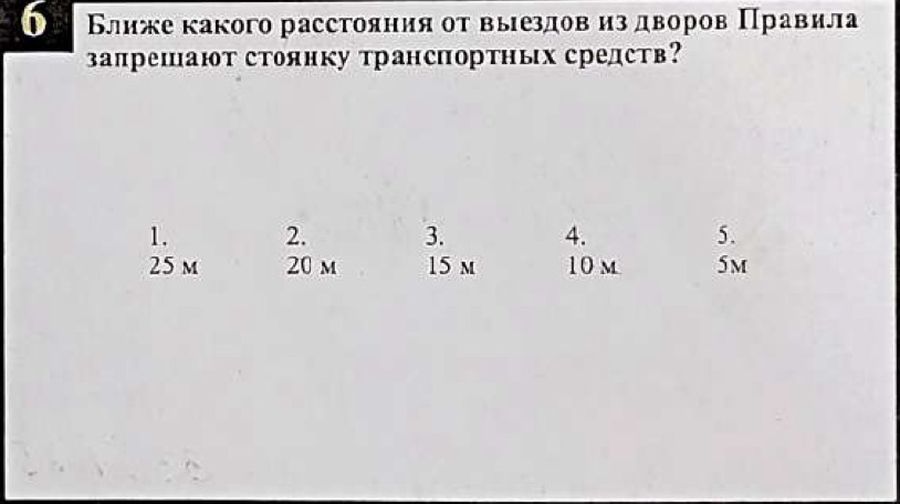 6
Ближе какого расстояния от выездов из дворов Правила
запрещают стоянку транспортных средств?
1. 2. 3. 4. 5.
25 м 20 м 15 м 10 м 5м